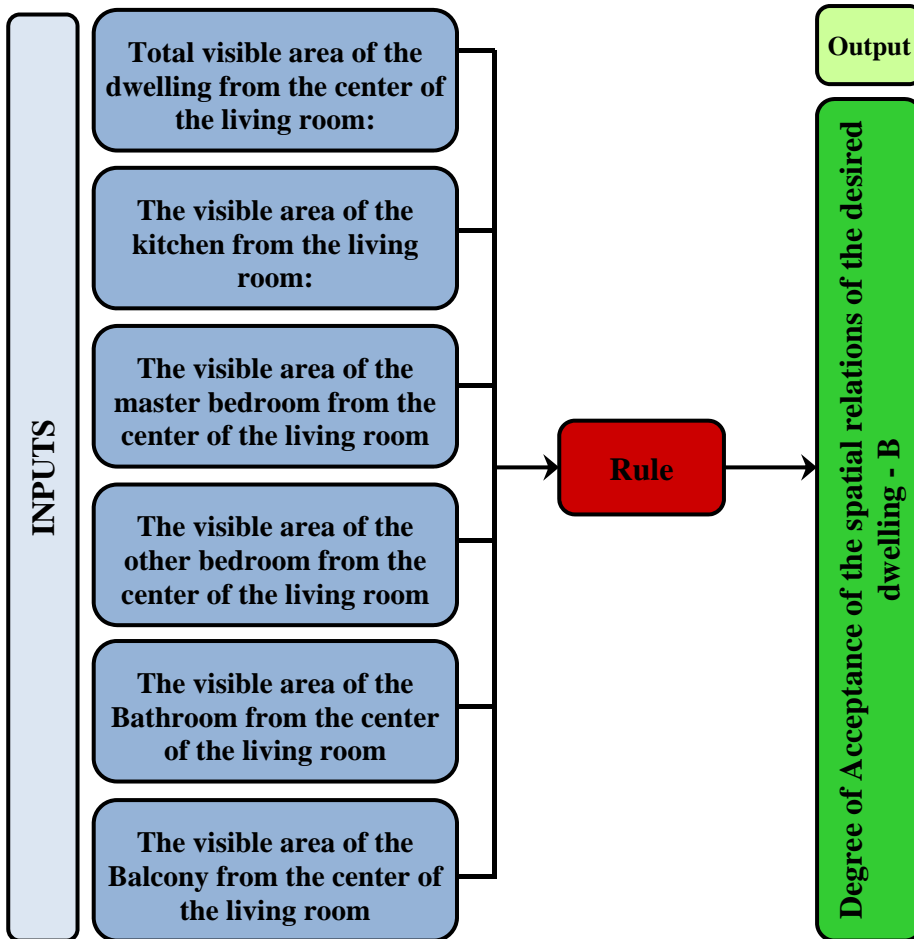 INPUTS
Total visible area of the
dwelling from the center of
the living room:
The visible area of the
kitchen from the living
room:
The visible area of the
master bedroom from the
center of the living room
The visible area of the
other bedroom from the
center of the living room
The visible area of the
Bathroom from the center
of the living room
The visible area of the
Balcony from the center of
the living room
Rule
Output
Degree of Acceptance of the spatial relations of the desired
dwelling - B